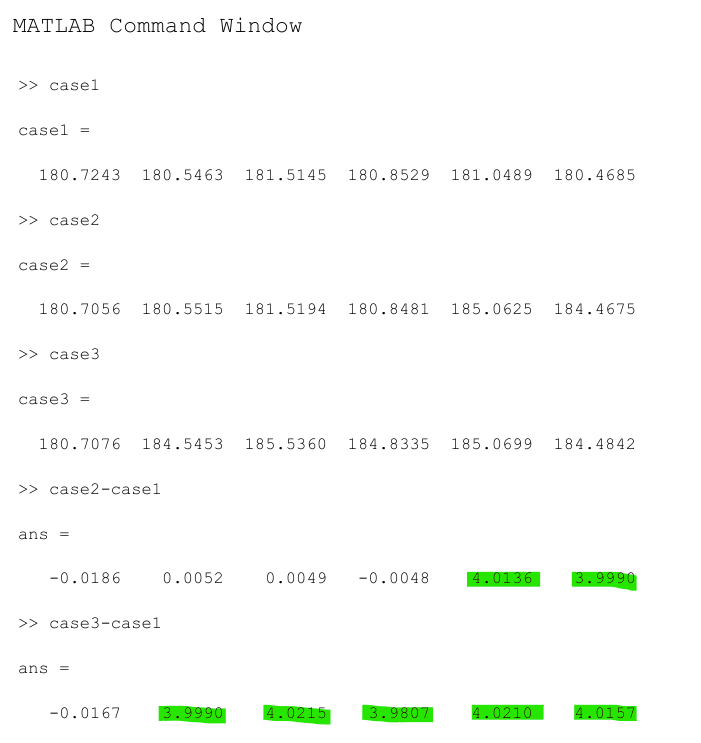 MATLAB Command Window
>> case1
case1 =
180.7243 180.5463 181.5145 180.8529 181.0489 180.4685
>> case2
case2 =
180.7056 180.5515 181.5194 180.8481 185.0625 184.4675
>> case3
case3 =
180.7076 184.5453 185.5360 184.8335 185.0699 184.4842
>> case2-case1
ans =
-0.0186 0.0052 0.0049 -0.0048 4.0136 3.9990
>> case3-case1
ans =
-0.0167 3.9990 4.0215 3.9807 4.0210 4.0157